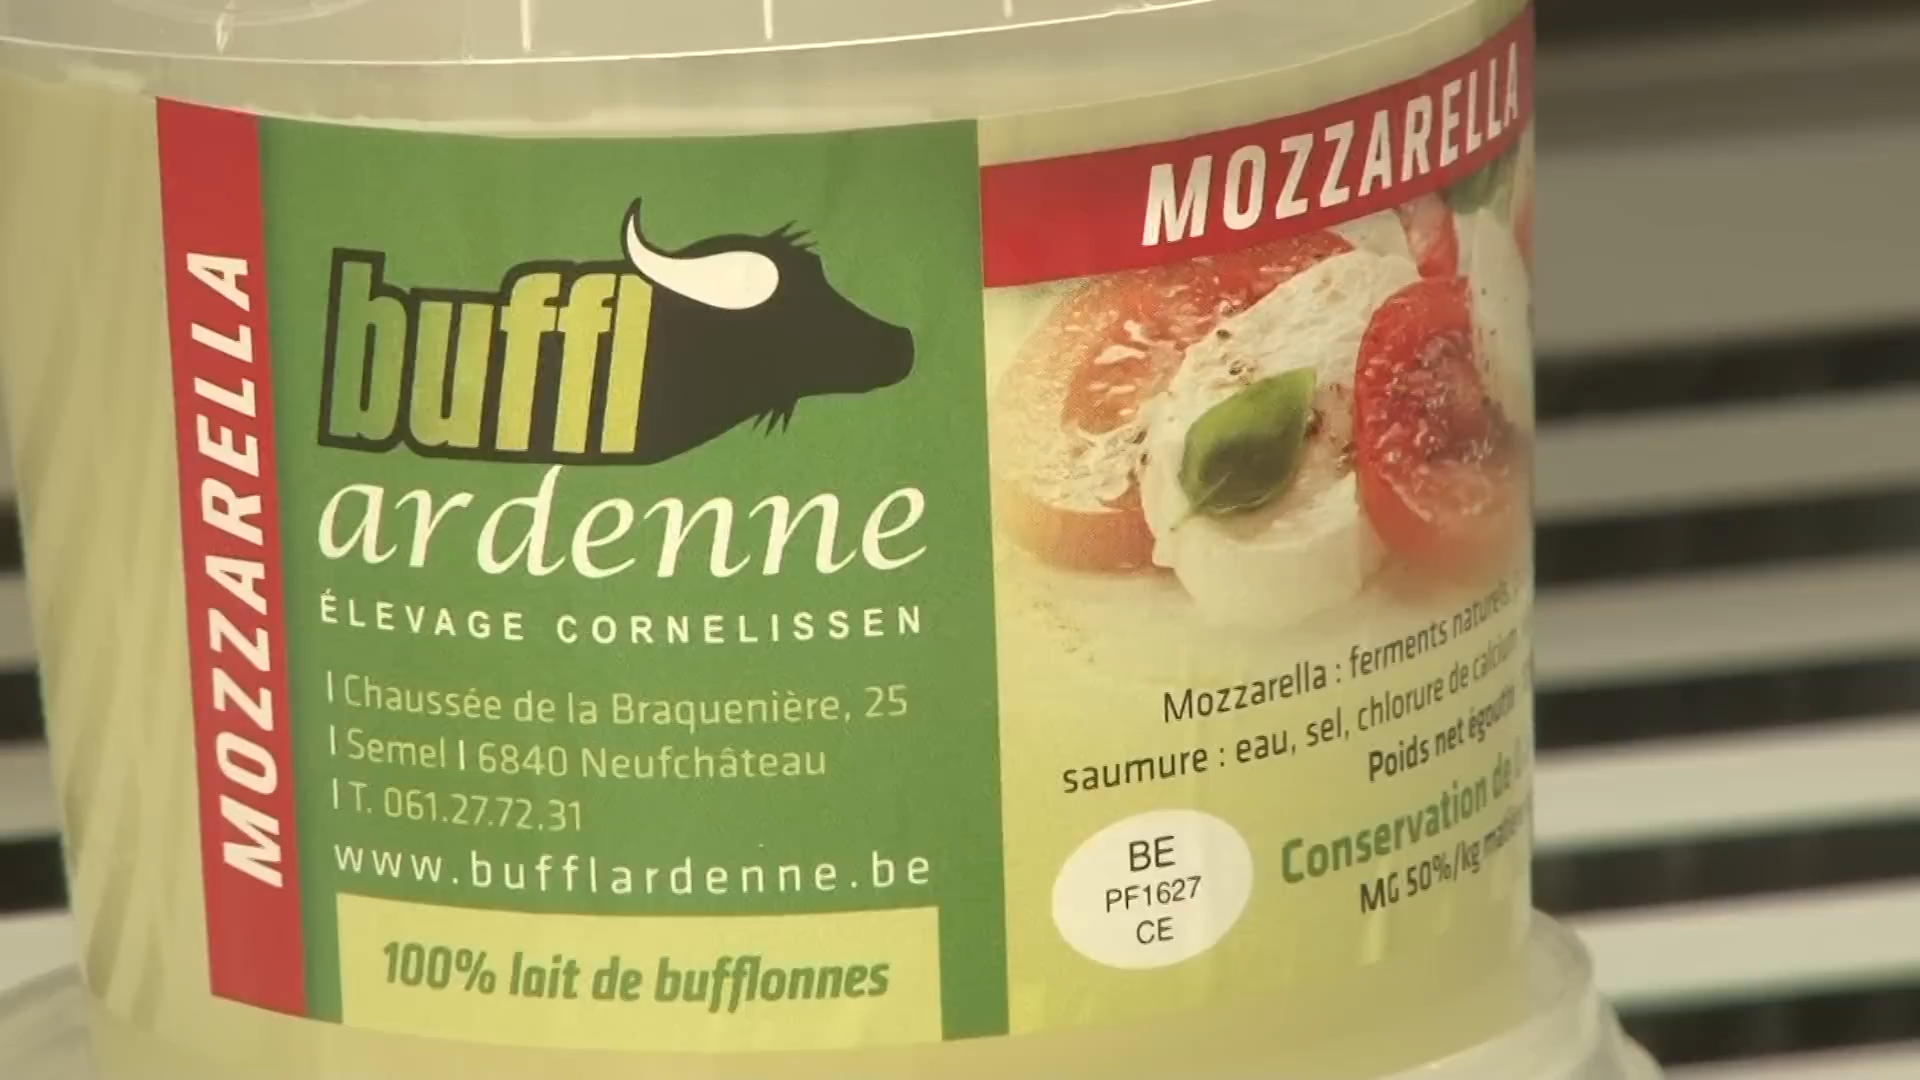 MOZZARELLA
buffl
ardenne
ÉLEVAGE CORNELISSEN
| Chaussée de la Braquenière, 25
| Semel | 6840 Neufchâteau
| T. 061.27.72.31
www.bufflardenne.be
100% lait de bufflonnes
MOZZARELLA
Mozzarella : ferments naturels,
saumure : eau, sel, chlorure de calcium
Poids net égoutté
Conservation de
MG 50%/kg
BE
PF1627
CE